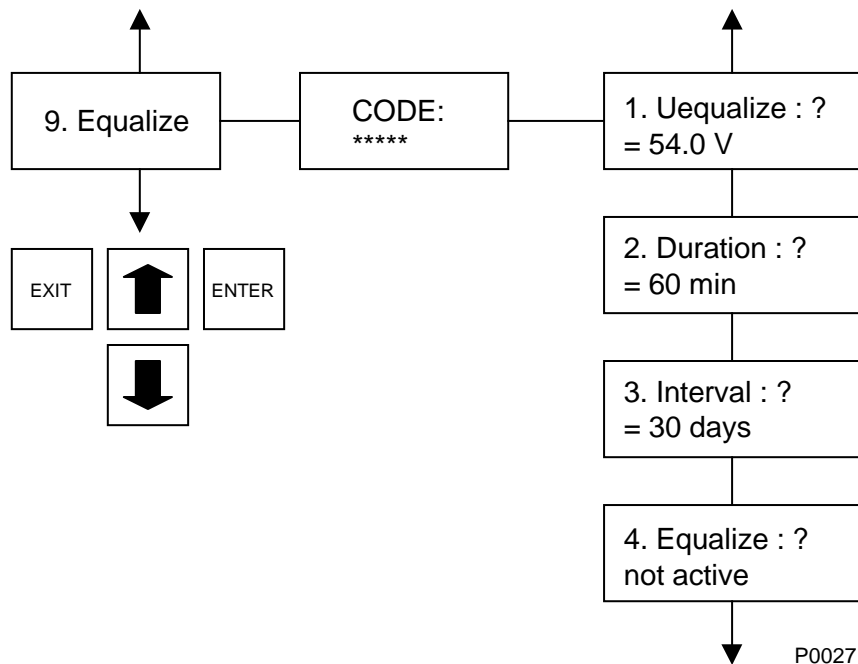 9. Equalize
CODE:
*****
1. Uequalize : ?
= 54.0 V
EXIT
ENTER
2. Duration : ?
= 60 min
3. Interval : ?
= 30 days
4. Equalize : ?
not active
P0027